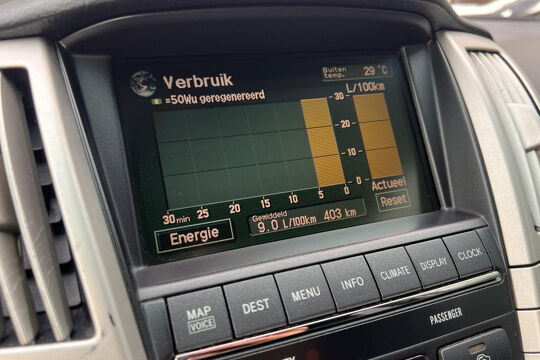 Verbruik
Buiten temp. 29 °C
=50Wu geregenereerd
L/100km
30
20
10
0
30 min 25 20 15 10 5 0
Actueel
Reset
Energie
Gemiddeld
9.0 L/100km 403 km
MAP
VOICE
DEST
MENU
INFO
CLIMATE
DISPLAY
CLOCK
PASSENGER